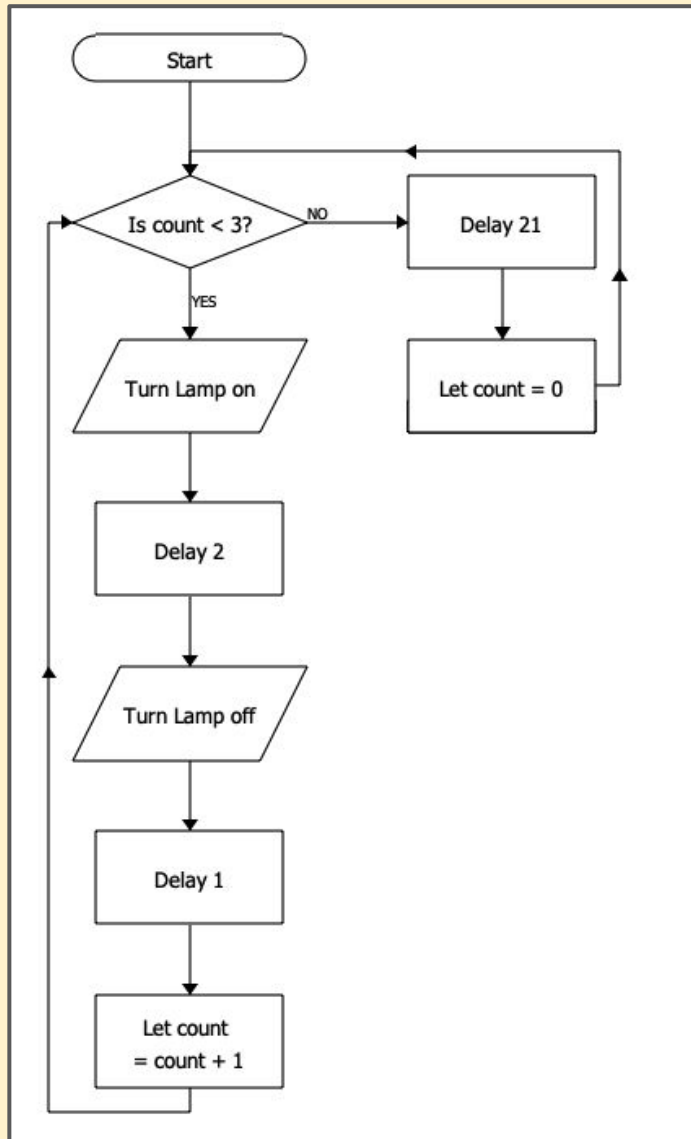 Start
Is count < 3?
NO
Delay 21
YES
Turn Lamp on
Let count = 0
Delay 2
Turn Lamp off
Delay 1
Let count
= count + 1